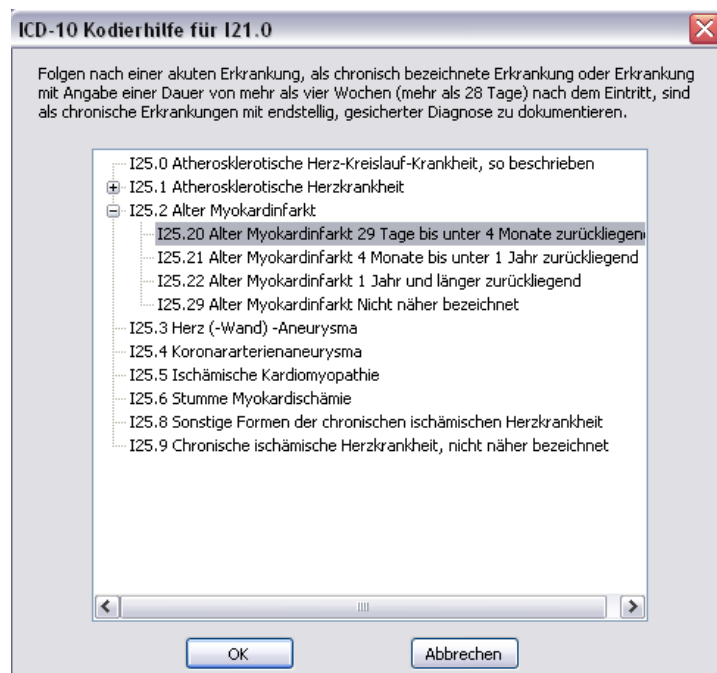 ICD-10 Kodierhilfe für I21.0
Folgen nach einer akuten Erkrankung, als chronisch bezeichnete Erkrankung oder Erkrankung
mit Angabe einer Dauer von mehr als vier Wochen (mehr als 28 Tage) nach dem Eintritt, sind
als chronische Erkrankungen mit endstellig, gesicherter Diagnose zu dokumentieren.
I25.0 Atherosklerotische Herz-Kreislauf-Krankheit, so beschrieben
I25.1 Atherosklerotische Herzkrankheit
I25.2 Alter Myokardinfarkt
I25.20 Alter Myokardinfarkt 29 Tage bis unter 4 Monate zurückliegen
I25.21 Alter Myokardinfarkt 4 Monate bis unter 1 Jahr zurückliegend
I25.22 Alter Myokardinfarkt 1 Jahr und länger zurückliegend
I25.29 Alter Myokardinfarkt Nicht näher bezeichnet
I25.3 Herz (-Wand) -Aneurysma
I25.4 Koronararterienaneurysma
I25.5 Ischämische Kardiomyopathie
I25.6 Stumme Myokardischämie
I25.8 Sonstige Formen der chronischen ischämischen Herzkrankheit
I25.9 Chronische ischämische Herzkrankheit, nicht näher bezeichnet
OK
Abbrechen